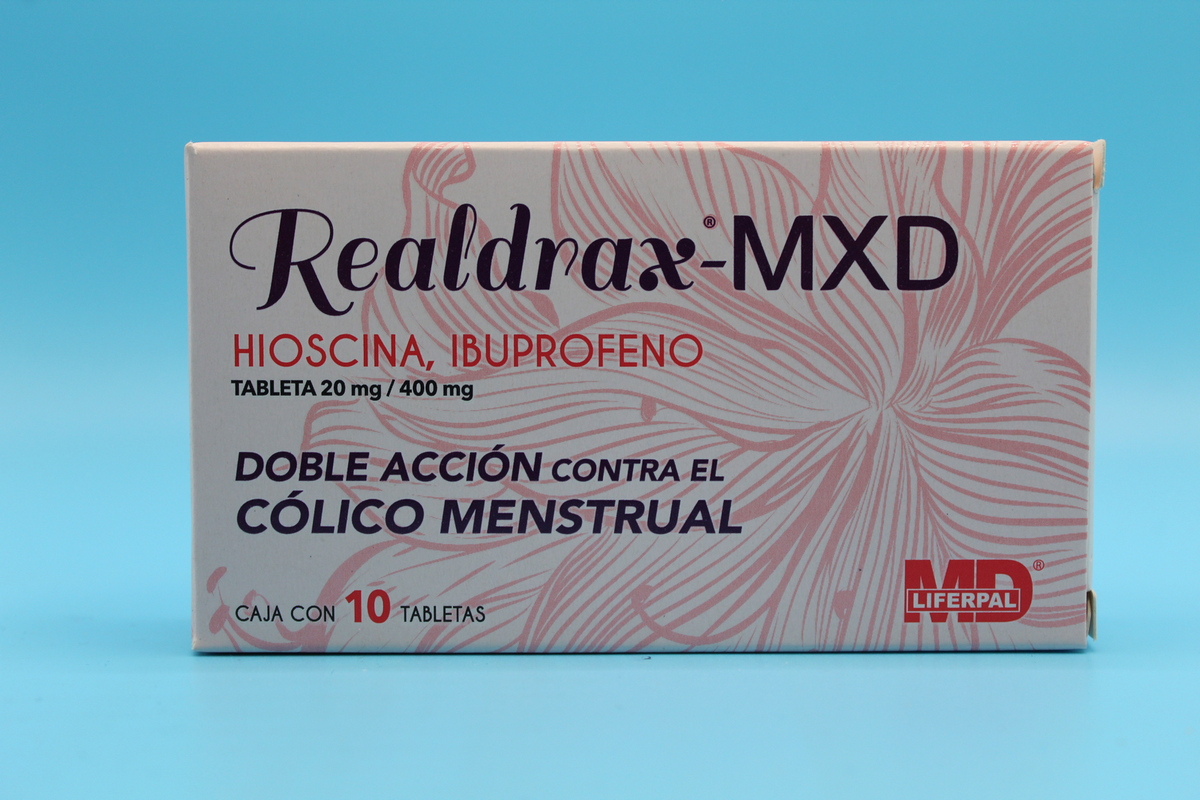 Realdrax®-MXD
HIOSCINA, IBUPROFENO
TABLETA 20 mg / 400 mg
DOBLE ACCIÓN CONTRA EL
CÓLICO MENSTRUAL
CAJA CON 10 TABLETAS
MD®
LIFERPAL